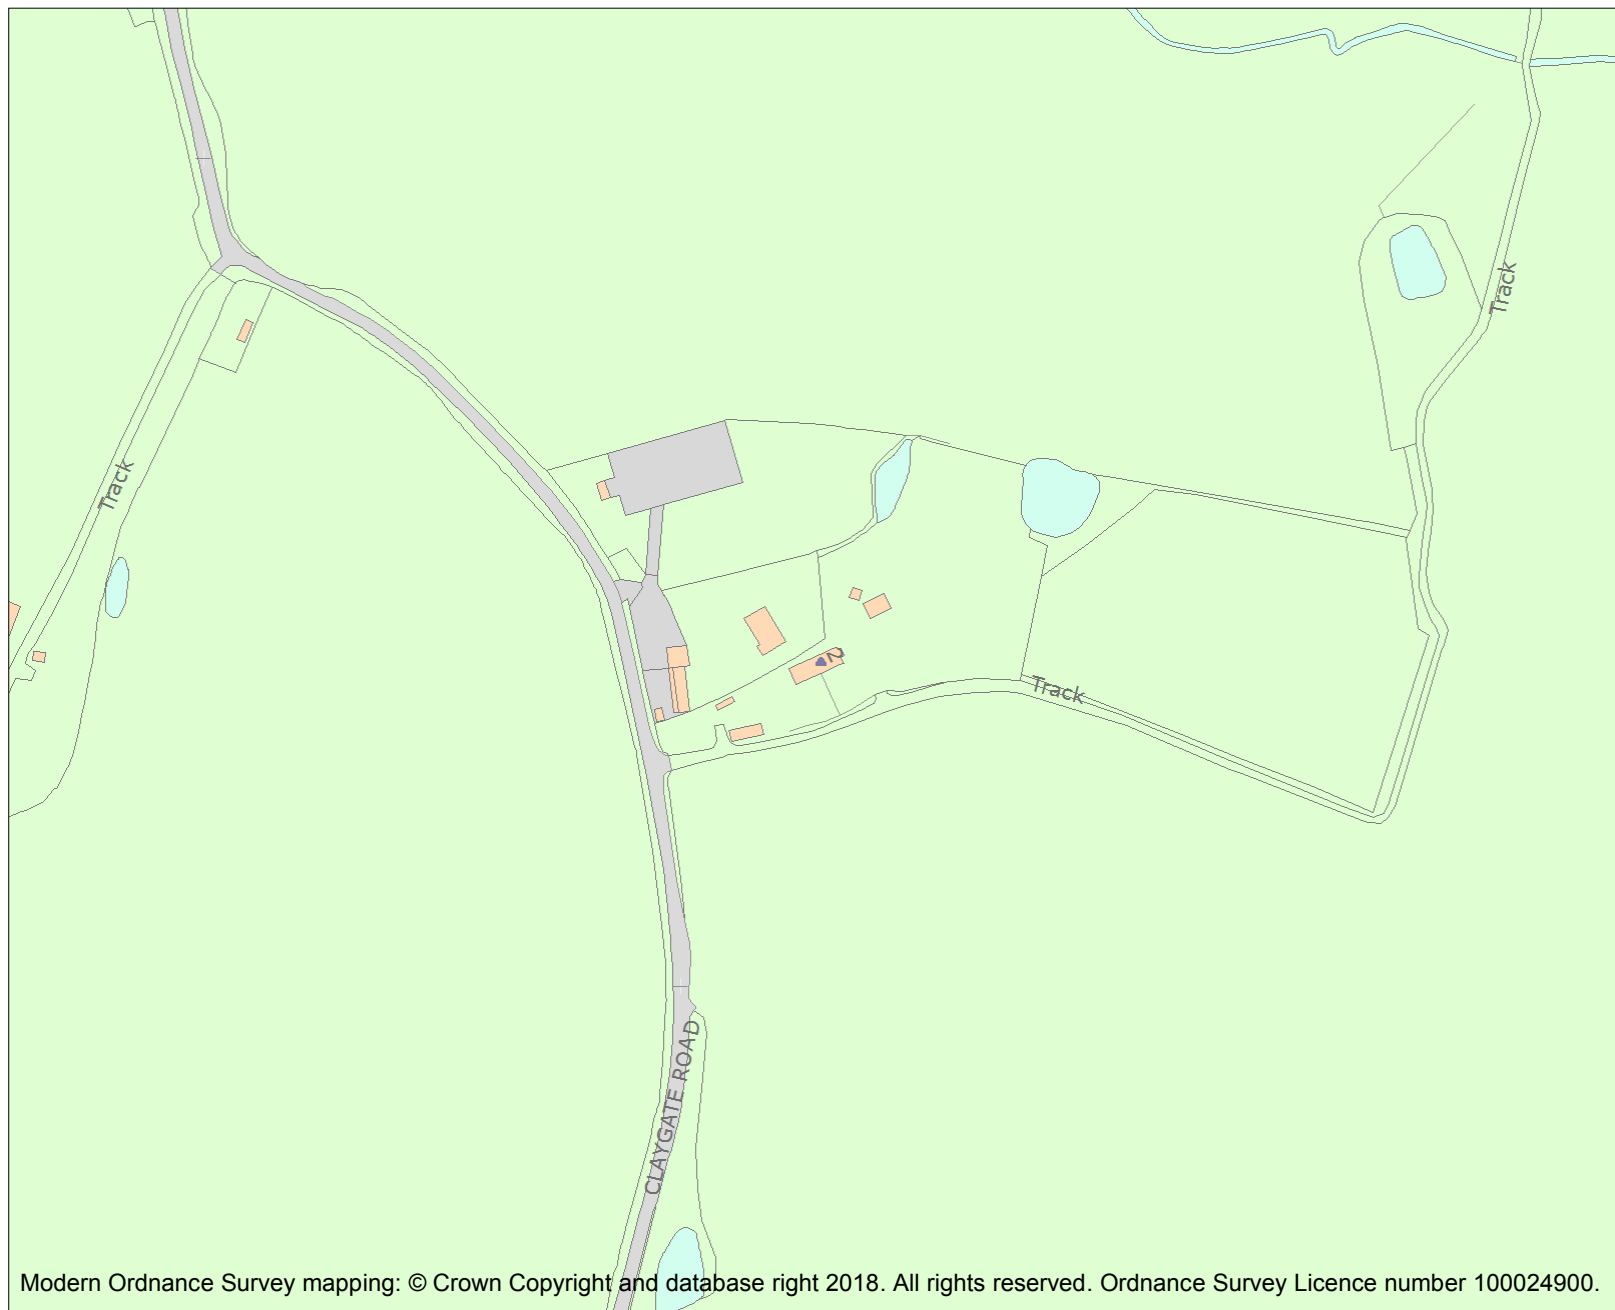 Track
Track
2
Track
CLAYGATE ROAD
Modern Ordnance Survey mapping: © Crown Copyright and database right 2018. All rights reserved. Ordnance Survey Licence number 100024900.